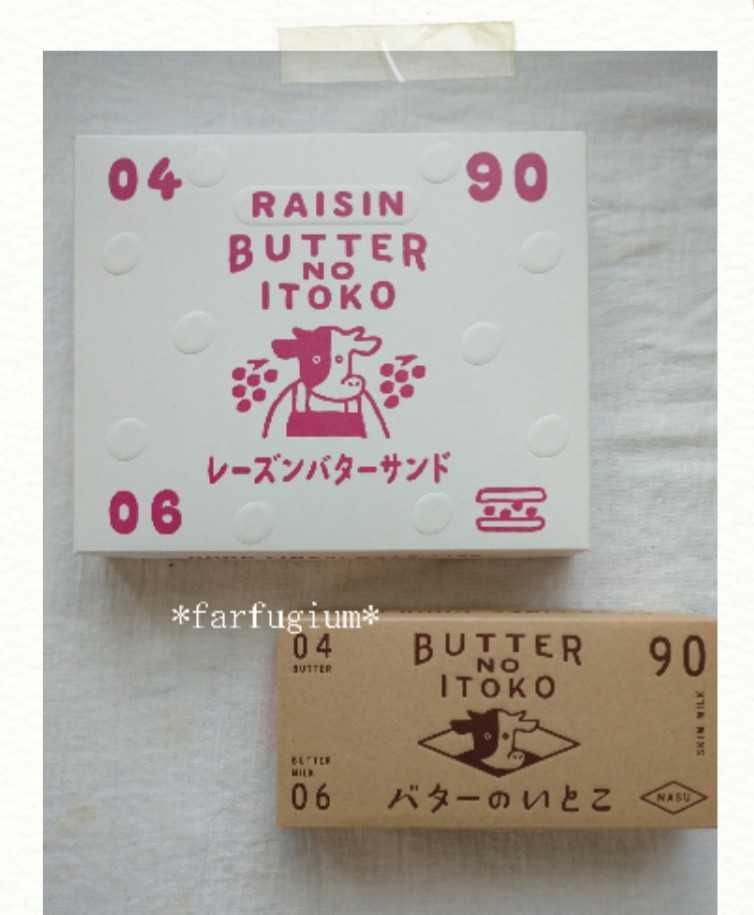 04
90
RAISIN
BUTTER
NO
ITOKO
レーズンバターサンド
06
*farfugium*
04
BUTTER
BUTTER
NO
ITOKO
90
SKIM MILK
BUTTER
MILK
06
バターのいとこ
NASU